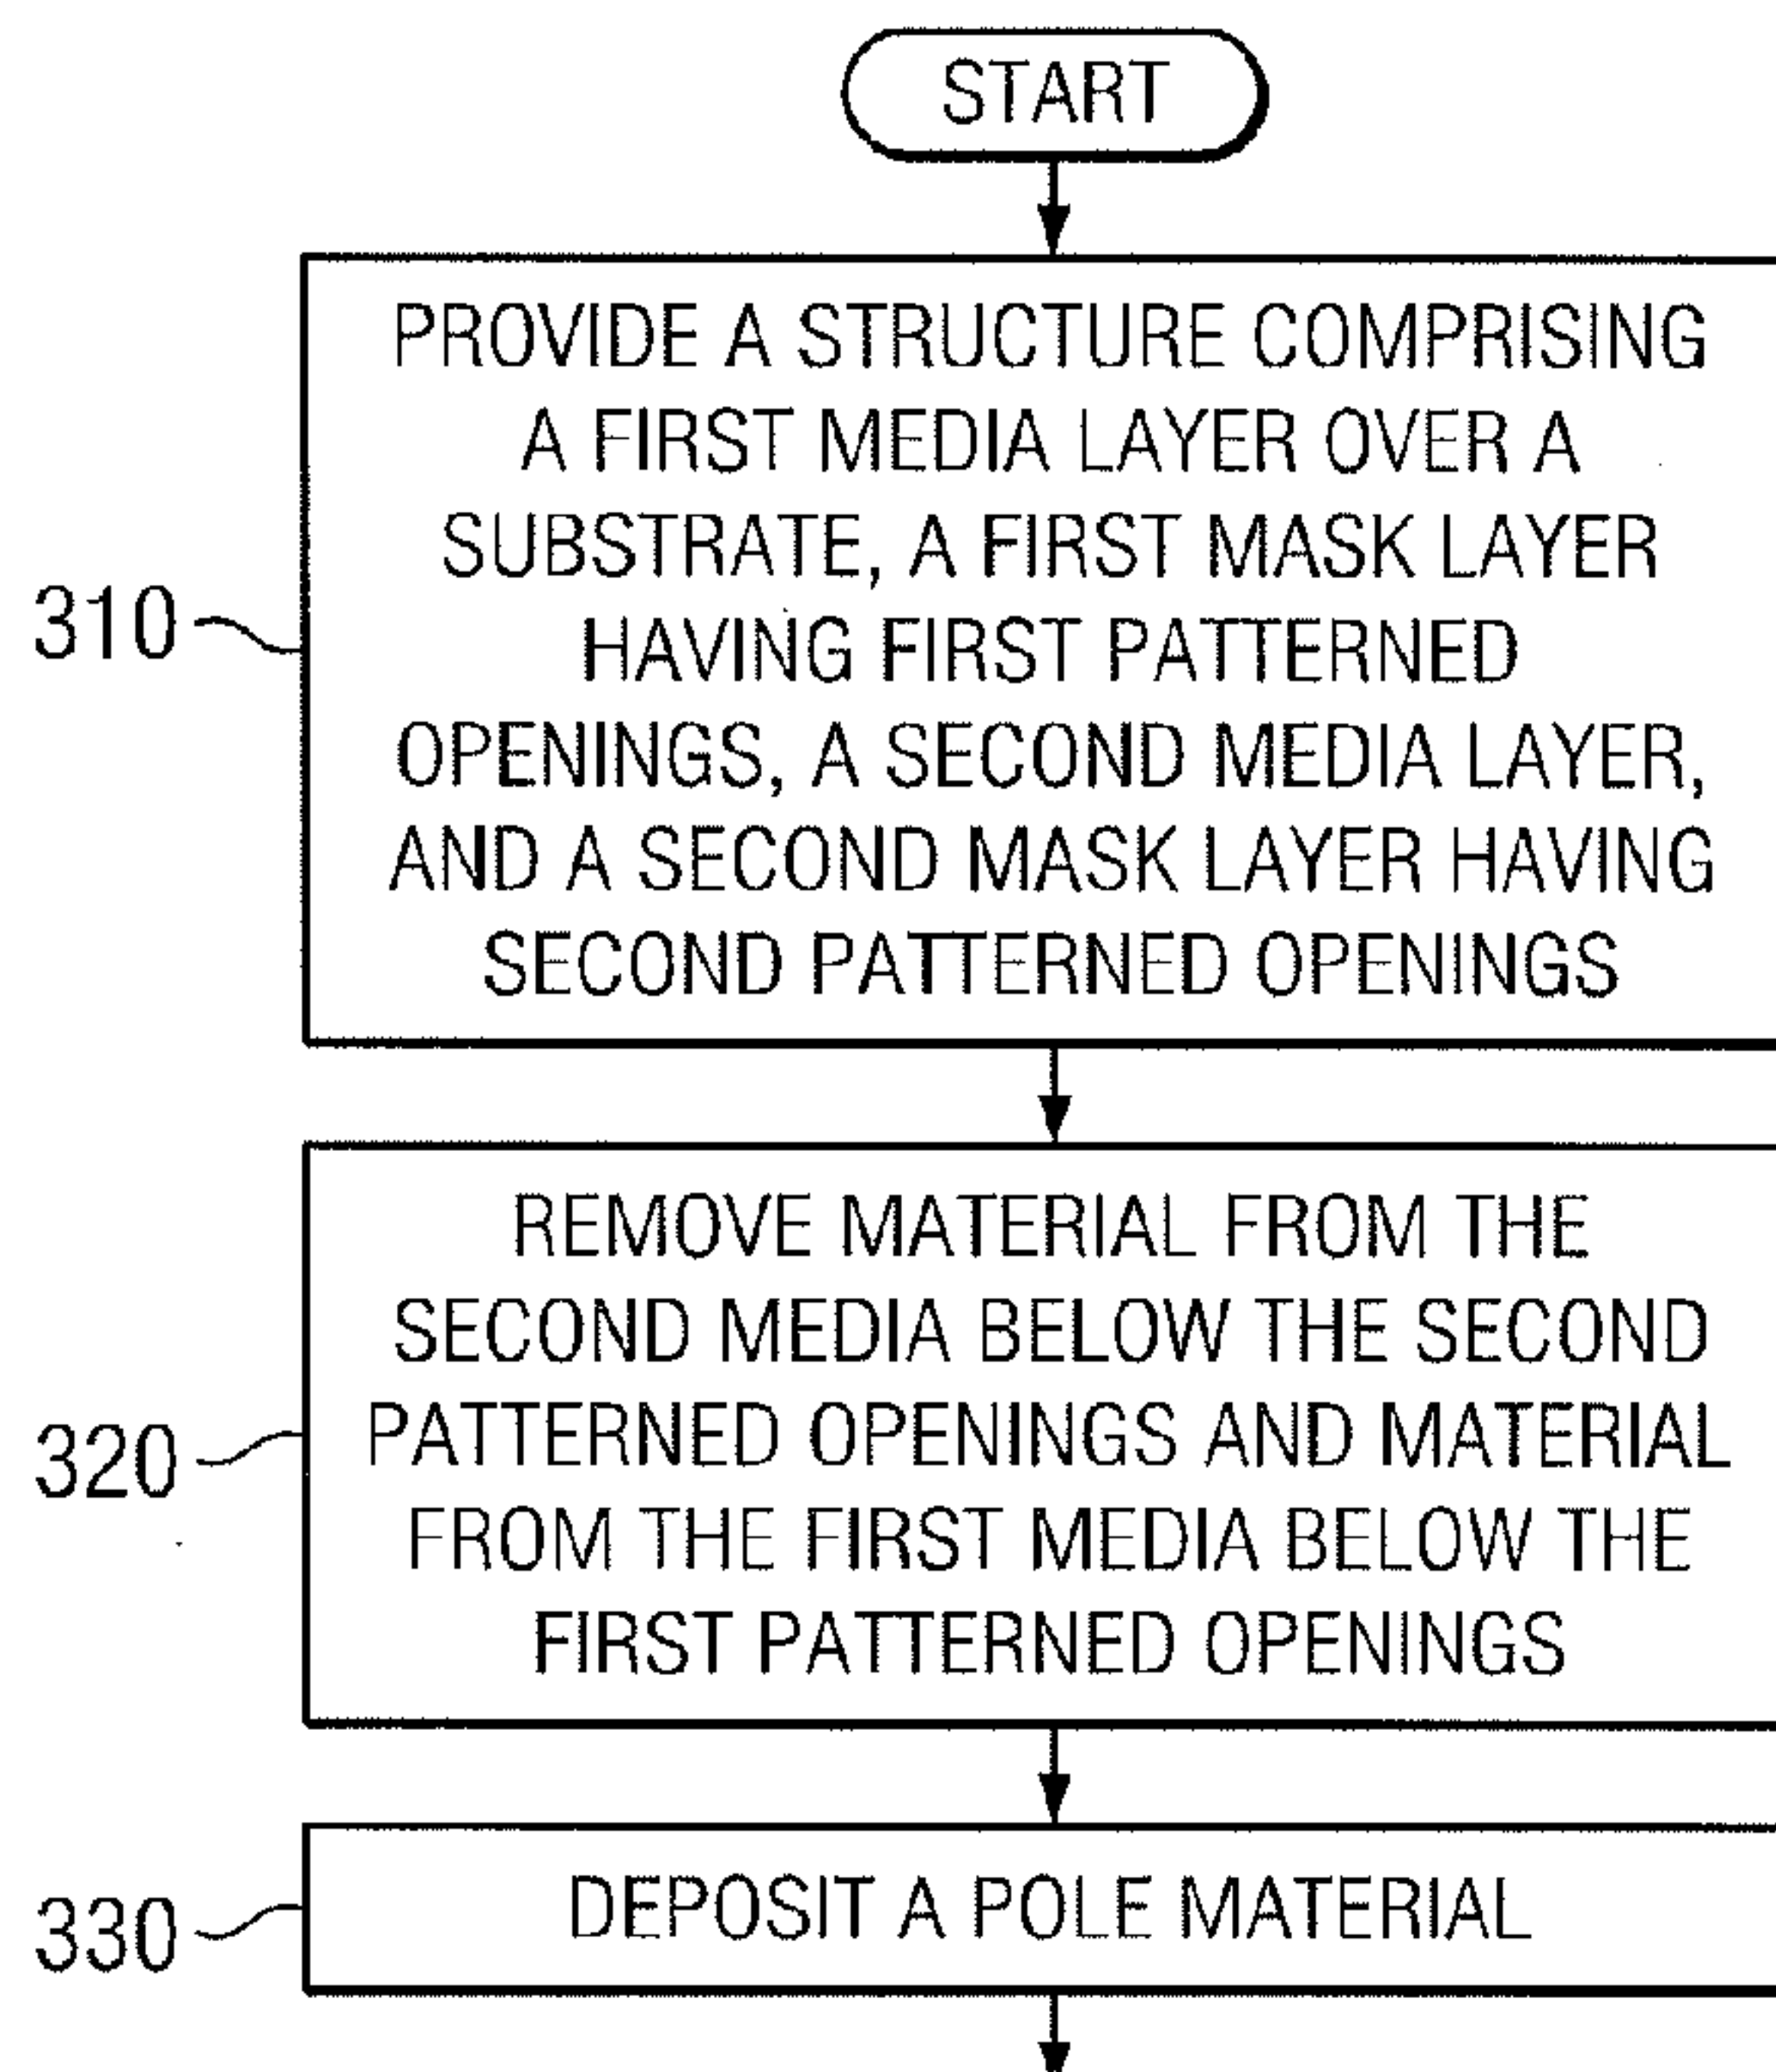 START
PROVIDE A STRUCTURE COMPRISING
A FIRST MEDIA LAYER OVER A
SUBSTRATE, A FIRST MASK LAYER
HAVING FIRST PATTERNED
OPENINGS, A SECOND MEDIA LAYER,
AND A SECOND MASK LAYER HAVING
SECOND PATTERNED OPENINGS
310
REMOVE MATERIAL FROM THE
SECOND MEDIA BELOW THE SECOND
PATTERNED OPENINGS AND MATERIAL
FROM THE FIRST MEDIA BELOW THE
FIRST PATTERNED OPENINGS
320
DEPOSIT A POLE MATERIAL
330